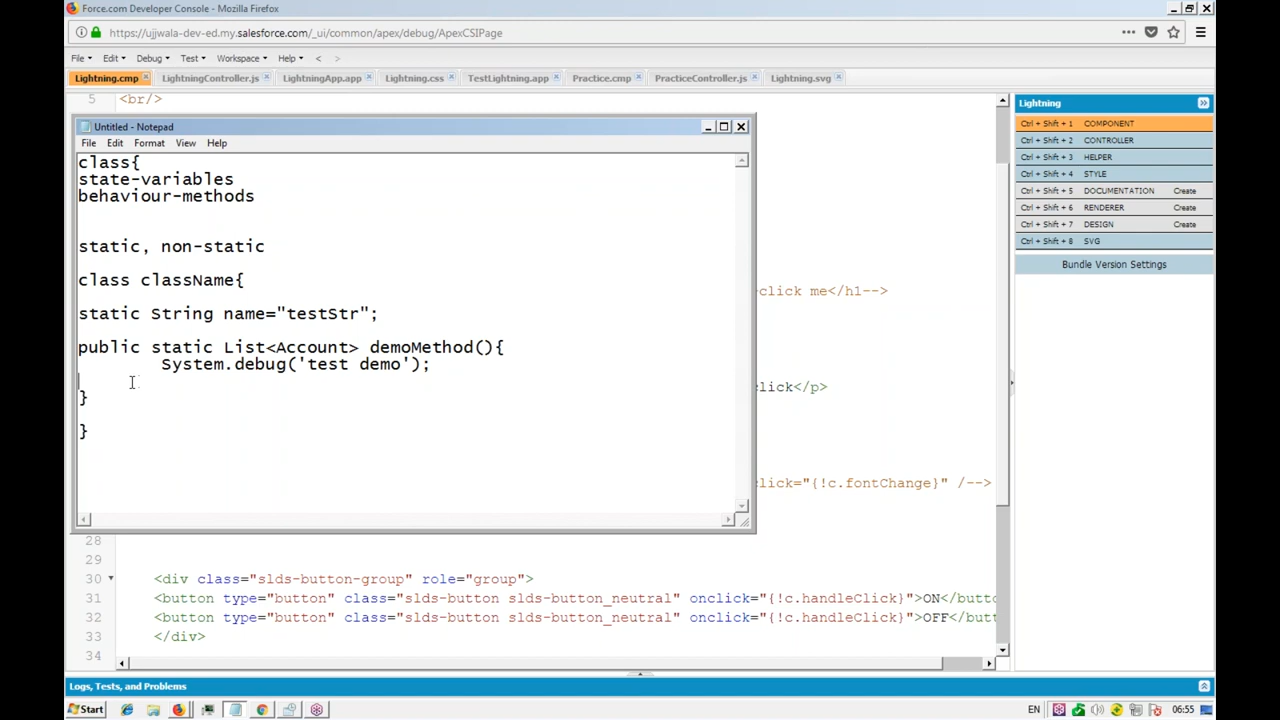 Force.com Developer Console - Mozilla Firefox
https://ujjwala-dev-ed.my.salesforce.com/_ui/common/apex/debug/ApexCSIPage
File Edit Debug Test Workspace Help < >
Lightning.cmp LightningController.js LightningApp.app Lightning.css TestLightning.app Practice.cmp PracticeController.js Lightning.svg
5 <br/>
Untitled - Notepad
File Edit Format View Help
class{
state-variables
behaviour-methods
static, non-static
class className{
static String name="testStr";
public static List<Account> demoMethod(){
System.debug('test demo');
}
}
click me</h1-->
click</p>
click="{!c.fontChange}" /-->
28
29
30 <div class="slds-button-group" role="group">
31 <button type="button" class="slds-button slds-button_neutral" onclick="{!c.handleClick}">ON</button
32 <button type="button" class="slds-button slds-button_neutral" onclick="{!c.handleClick}">OFF</butt
33 </div>
34
Lightning
Ctrl + Shift + 1 COMPONENT
Ctrl + Shift + 2 CONTROLLER
Ctrl + Shift + 3 HELPER
Ctrl + Shift + 4 STYLE
Ctrl + Shift + 5 DOCUMENTATION Create
Ctrl + Shift + 6 RENDERER Create
Ctrl + Shift + 7 DESIGN Create
Ctrl + Shift + 8 SVG
Bundle Version Settings
Logs, Tests, and Problems
Start EN 06:55